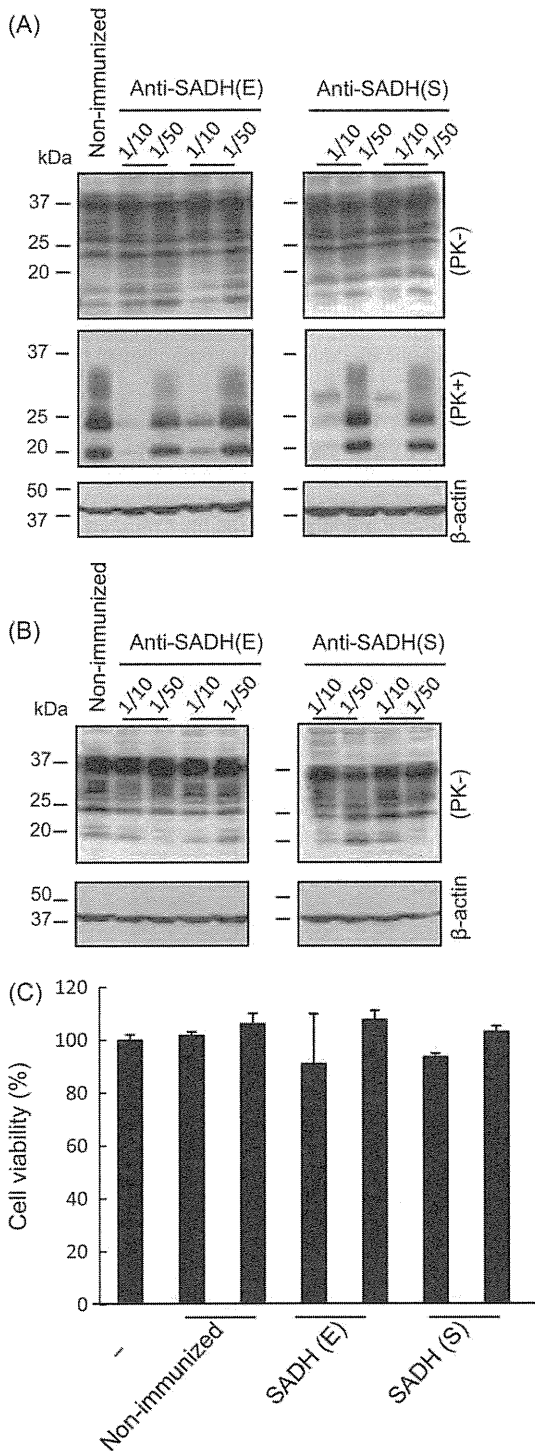 (A)
Non-immunized
Anti-SADH(E)
Anti-SADH(S)
1/10 1/50 1/10 1/50
1/10 1/50 1/10 1/50
kDa
37
25
20
(PK-)
37
25
20
(PK+)
50
37
β-actin
(B)
Non-immunized
Anti-SADH(E)
Anti-SADH(S)
1/10 1/50 1/10 1/50
1/10 1/50 1/10 1/50
kDa
37
25
20
(PK-)
50
37
β-actin
(C)
Cell viability (%)
120
100
80
60
40
20
0
–
Non-immunized
SADH (E)
SADH (S)